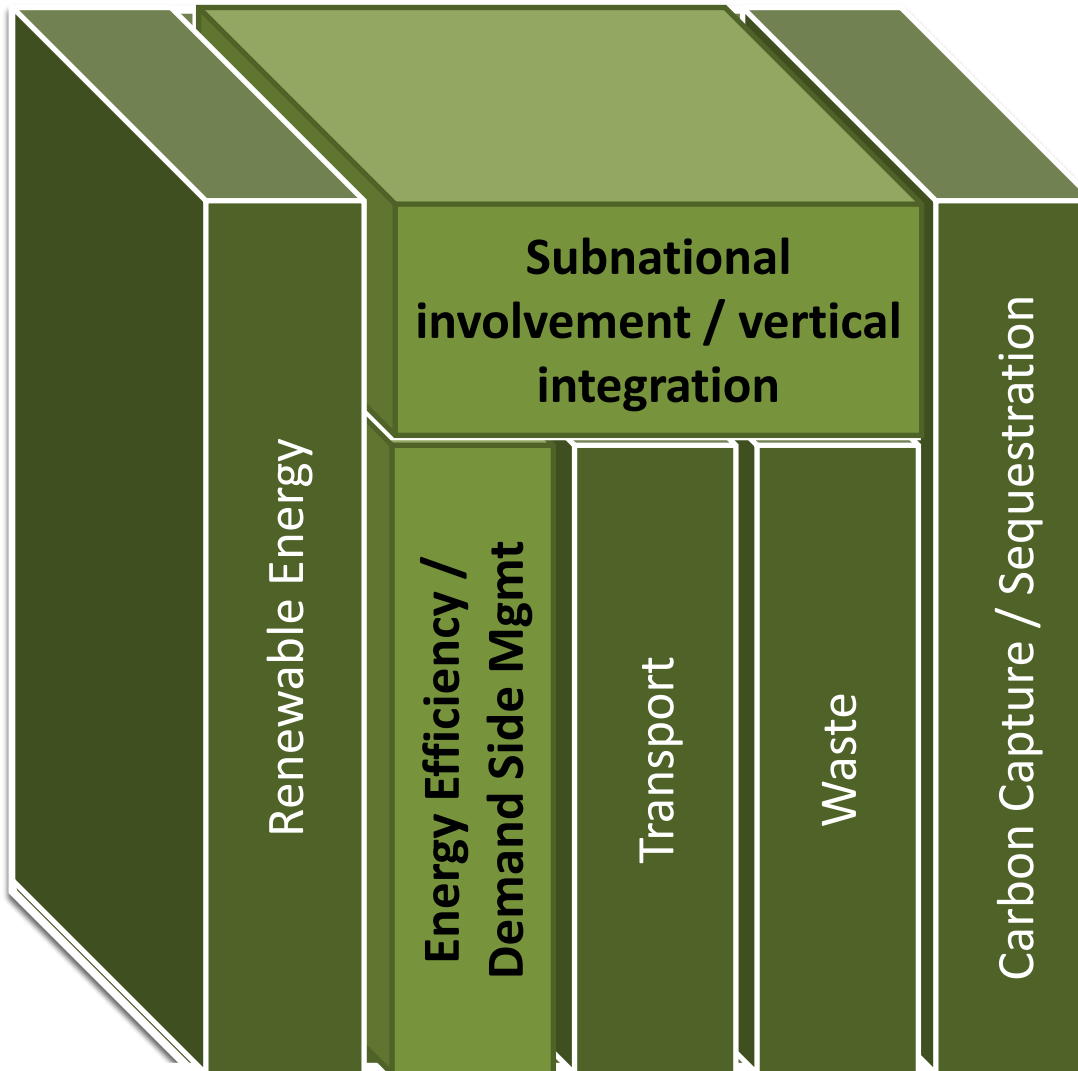 Subnational
involvement / vertical
integration
Renewable Energy
Energy Efficiency /
Demand Side Mgmt
Transport
Waste
Carbon Capture / Sequestration